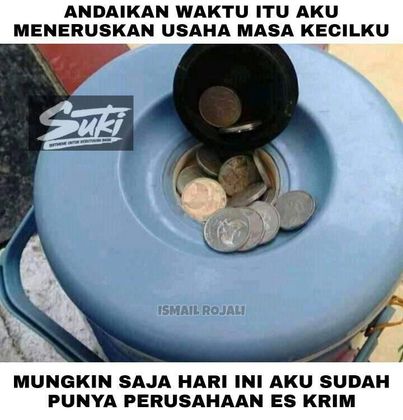 ANDAIKAN WAKTU ITU AKU
MENERUSKAN USAHA MASA KECILKU
Suki
ISMAIL ROJALI
MUNGKIN SAJA HARI INI AKU SUDAH
PUNYA PERUSAHAAN ES KRIM